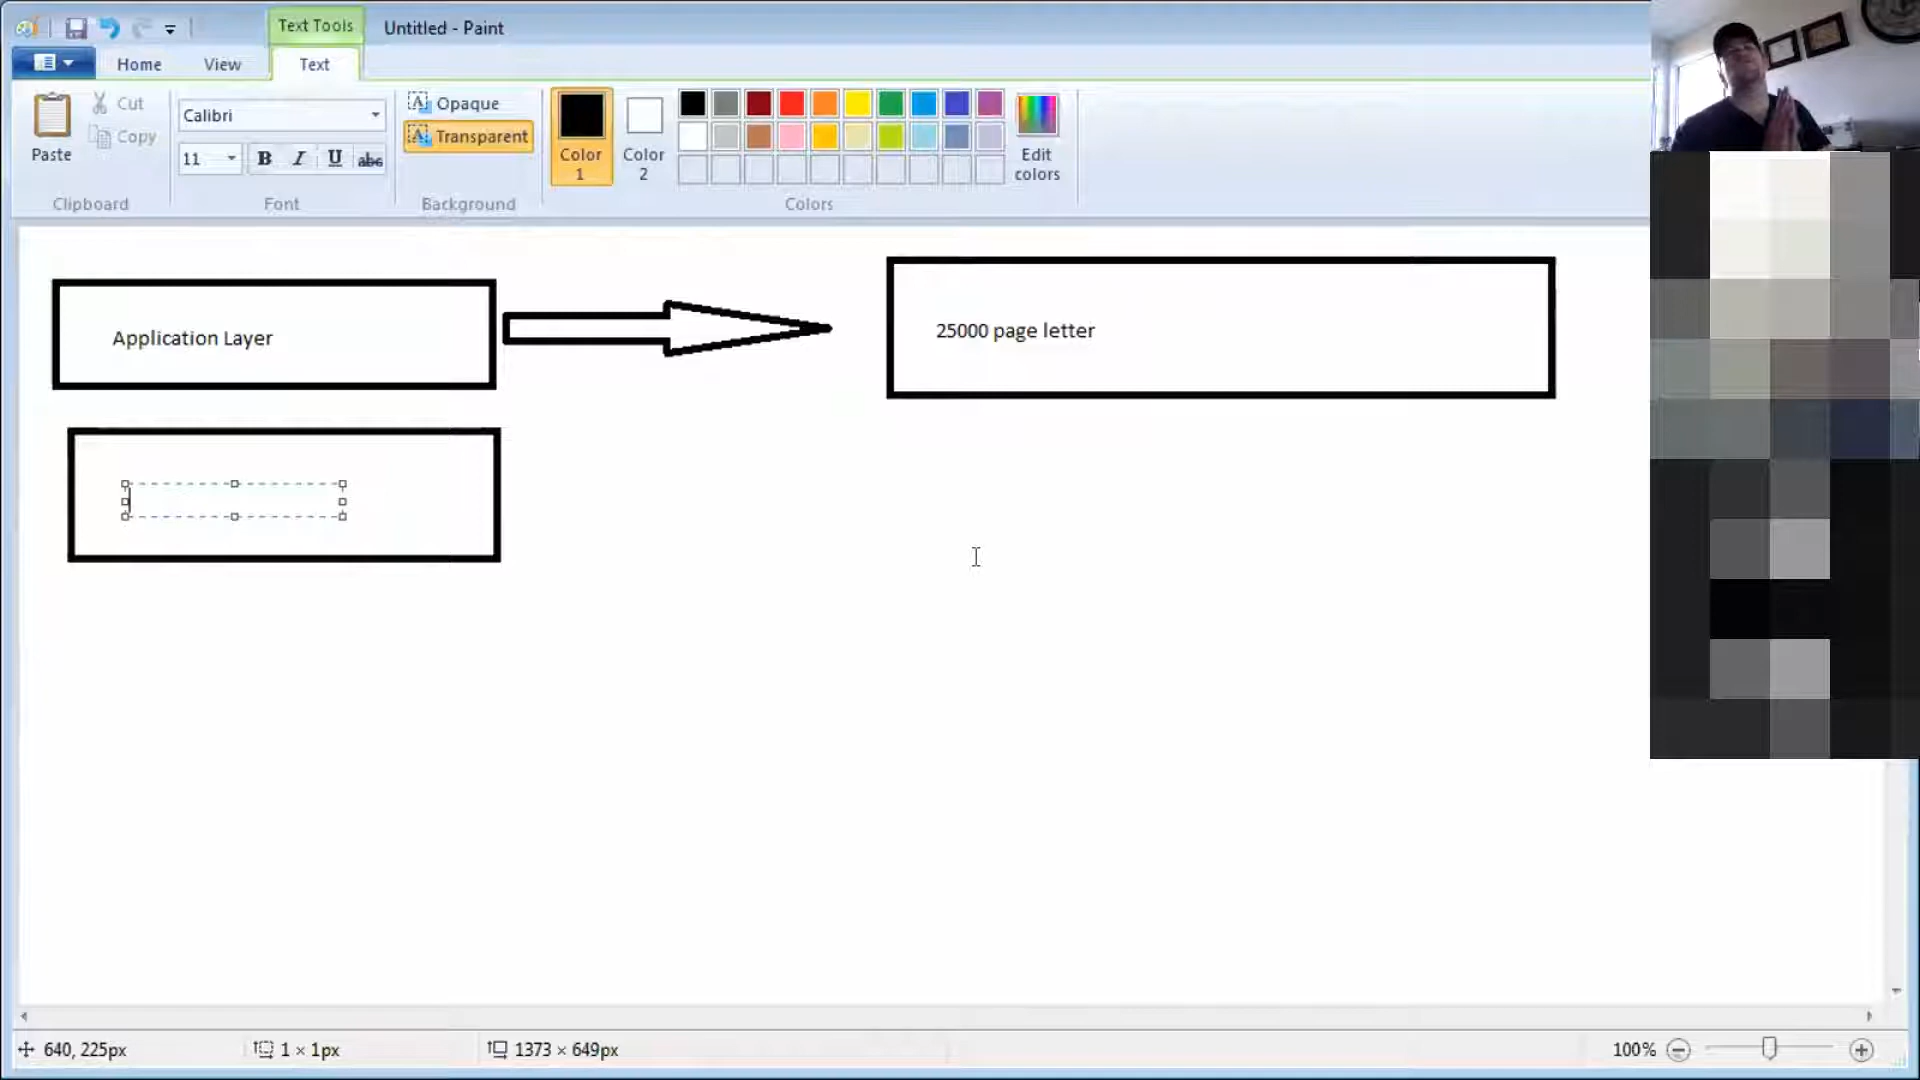 Text Tools
Untitled - Paint
Home
View
Text
Paste
Cut
Copy
Clipboard
Calibri
11
B I U abc
Font
Opaque
Transparent
Background
Color 1
Color 2
Edit colors
Colors
Application Layer
25000 page letter
640, 225px
1 × 1px
1373 × 649px
100%